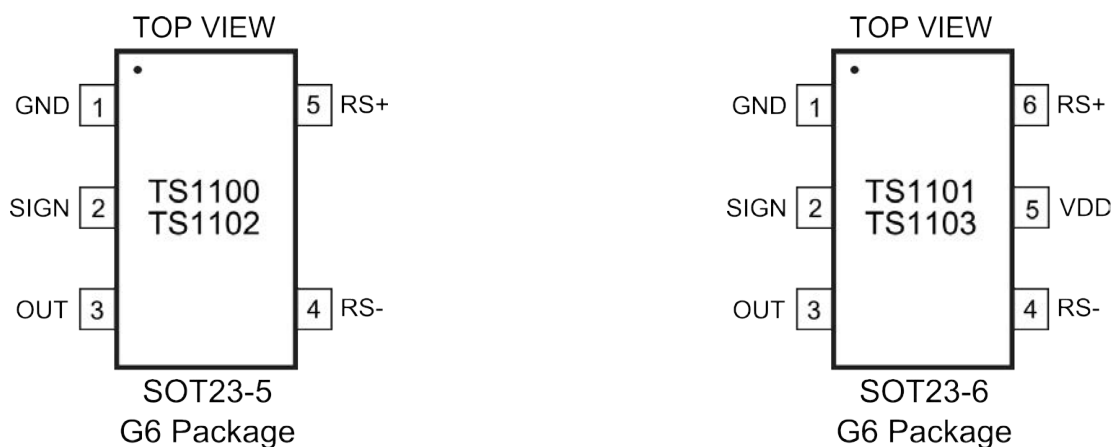 TOP VIEW
GND 1
5 RS+
SIGN 2
TS1100
TS1102
OUT 3
4 RS-
SOT23-5
G6 Package
TOP VIEW
GND 1
6 RS+
SIGN 2
TS1101
TS1103
5 VDD
OUT 3
4 RS-
SOT23-6
G6 Package